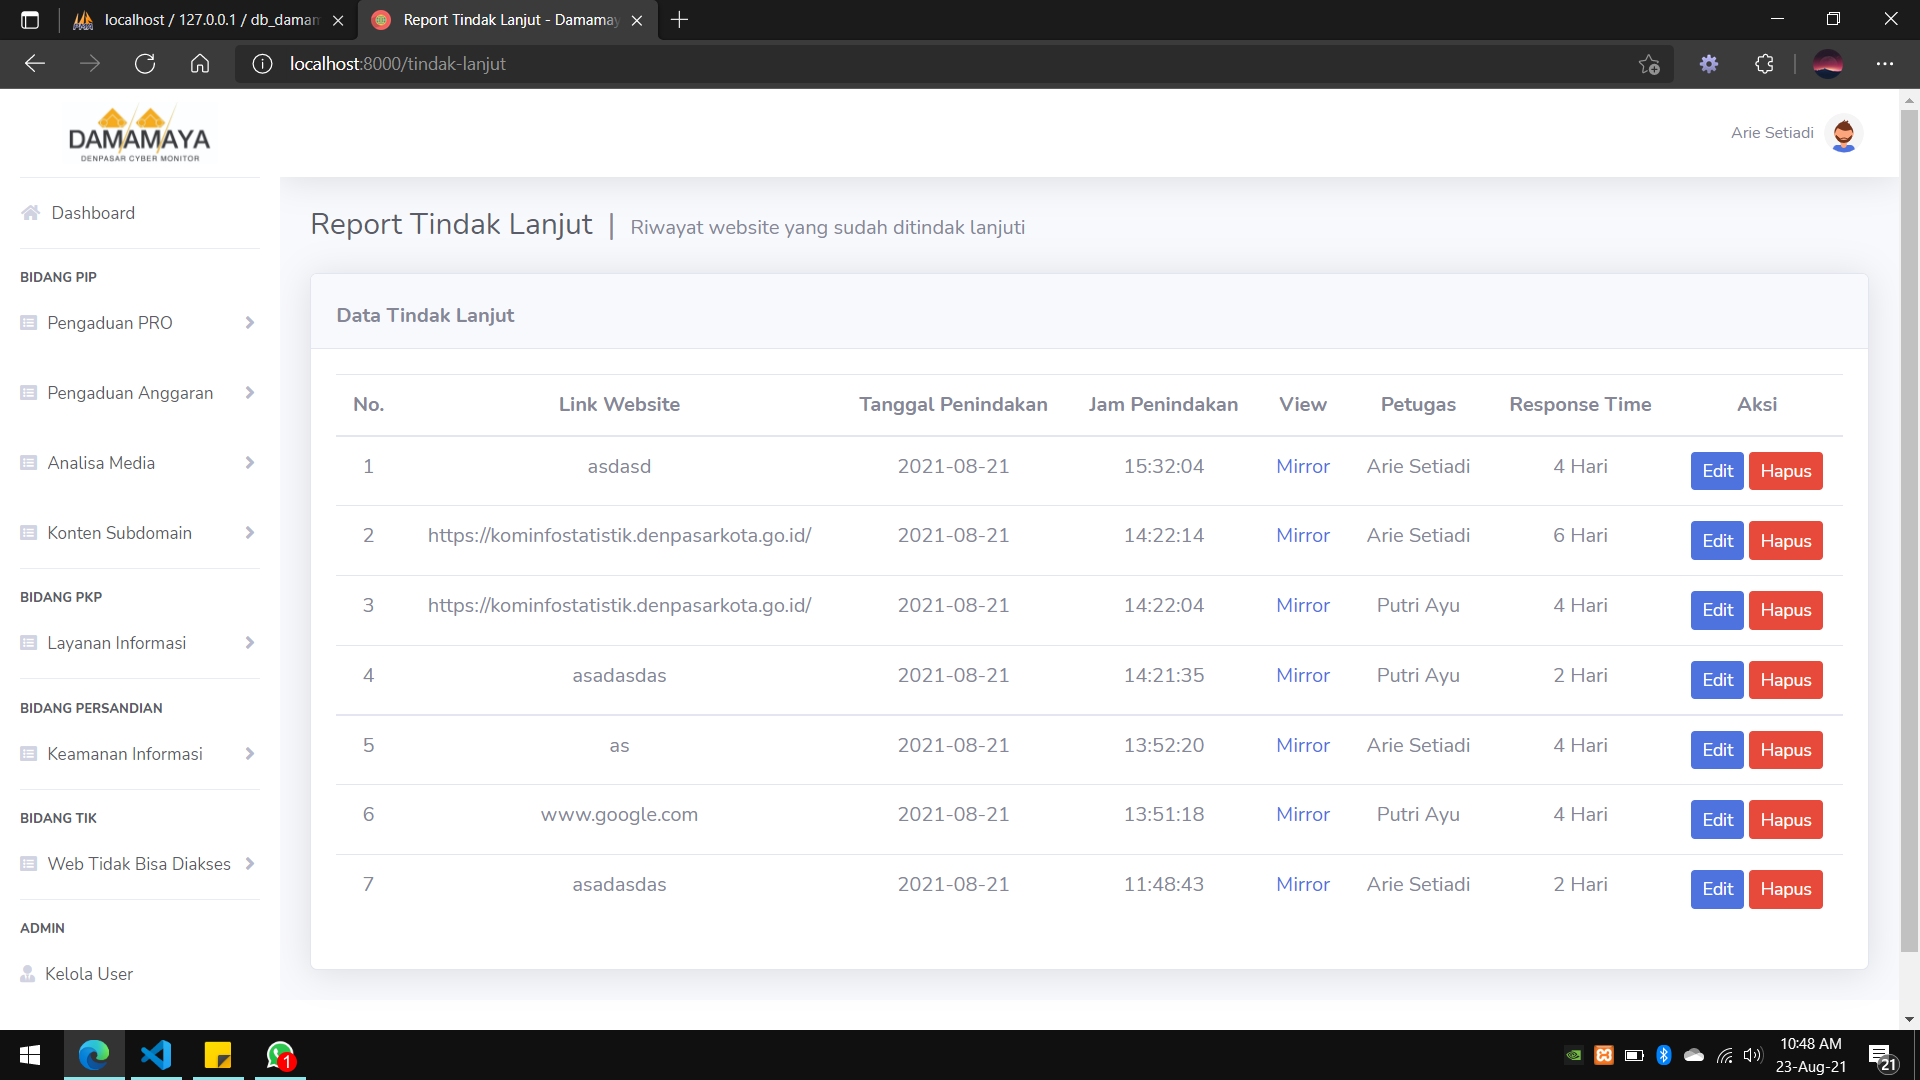 localhost / 127.0.0.1 / db_damam
Report Tindak Lanjut - Damamay
localhost:8000/tindak-lanjut
DAMAMAYA
DENPASAR CYBER MONITOR
Arie Setiadi
Dashboard
BIDANG PIP
Pengaduan PRO
Pengaduan Anggaran
Analisa Media
Konten Subdomain
BIDANG PKP
Layanan Informasi
BIDANG PERSANDIAN
Keamanan Informasi
BIDANG TIK
Web Tidak Bisa Diakses
ADMIN
Kelola User
Report Tindak Lanjut | Riwayat website yang sudah ditindak lanjuti
Data Tindak Lanjut
No. Link Website Tanggal Penindakan Jam Penindakan View Petugas Response Time Aksi
1 asdasd 2021-08-21 15:32:04 Mirror Arie Setiadi 4 Hari Edit Hapus
2 https://kominfostatistik.denpasarkota.go.id/ 2021-08-21 14:22:14 Mirror Arie Setiadi 6 Hari Edit Hapus
3 https://kominfostatistik.denpasarkota.go.id/ 2021-08-21 14:22:04 Mirror Putri Ayu 4 Hari Edit Hapus
4 asadasdas 2021-08-21 14:21:35 Mirror Putri Ayu 2 Hari Edit Hapus
5 as 2021-08-21 13:52:20 Mirror Arie Setiadi 4 Hari Edit Hapus
6 www.google.com 2021-08-21 13:51:18 Mirror Putri Ayu 4 Hari Edit Hapus
7 asadasdas 2021-08-21 11:48:43 Mirror Arie Setiadi 2 Hari Edit Hapus
1
10:48 AM
23-Aug-21
21